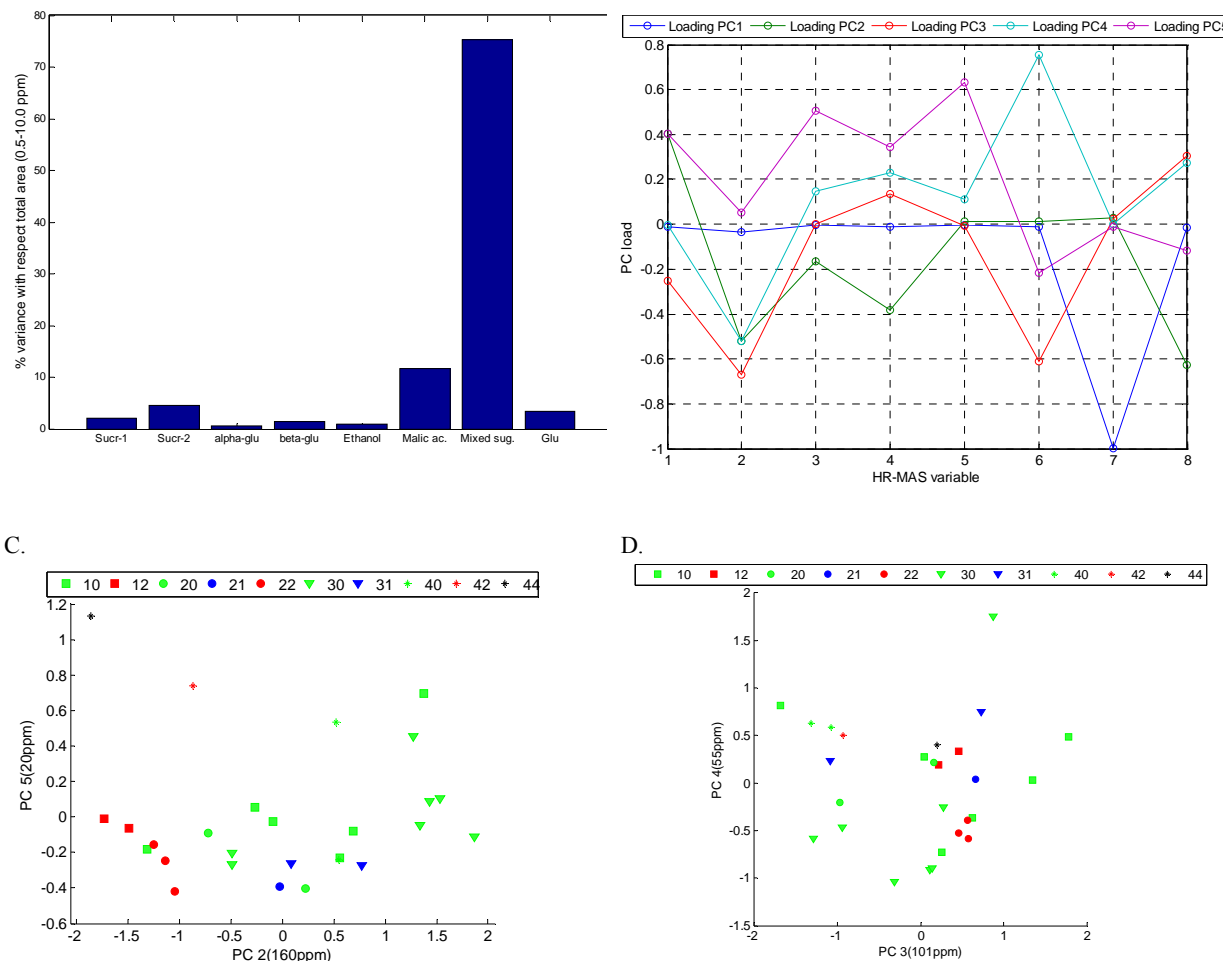 % variance with respect total area (0.5-10.0 ppm)
80
70
60
50
40
30
20
10
0
Sucr-1 Sucr-2 alpha-glu beta-glu Ethanol Malic ac. Mixed sug. Glu
Loading PC1 Loading PC2 Loading PC3 Loading PC4 Loading PC5
PC load
0.8
0.6
0.4
0.2
0
-0.2
-0.4
-0.6
-0.8
-1
1 2 3 4 5 6 7 8
HR-MAS variable
C.
10 12 20 21 22 30 31 40 42 44
PC 5(20ppm)
1.2
1
0.8
0.6
0.4
0.2
0
-0.2
-0.4
-0.6
-2 -1.5 -1 -0.5 0 0.5 1 1.5 2
PC 2(160ppm)
D.
10 12 20 21 22 30 31 40 42 44
PC 4(55ppm)
2
1.5
1
0.5
0
-0.5
-1
-1.5
-2 -1 0 1 2
PC 3(101ppm)